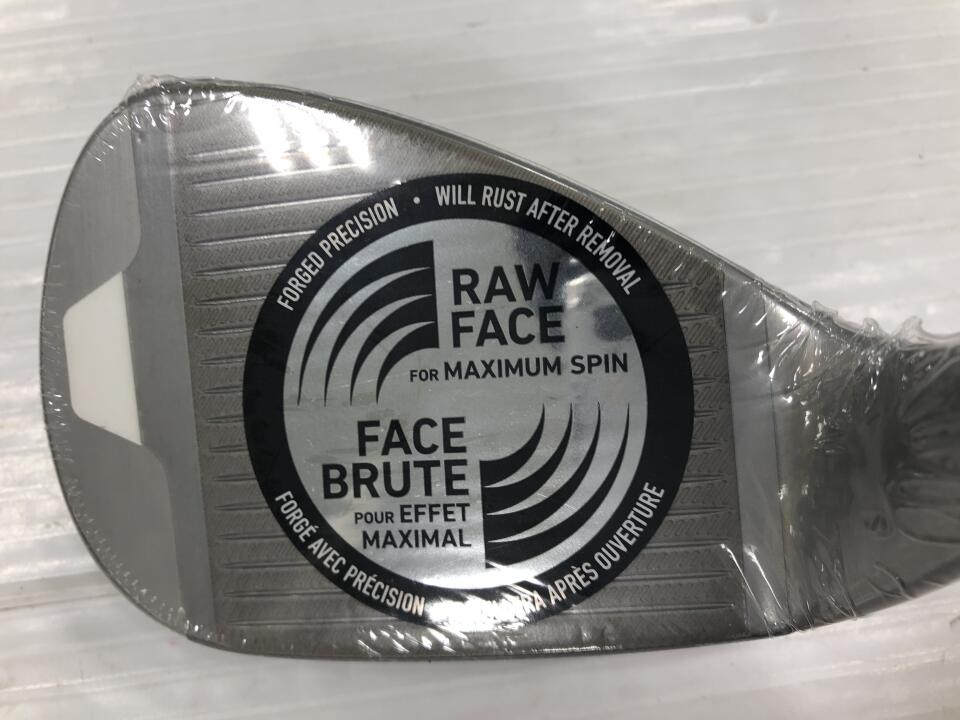 FORGED PRECISION • WILL RUST AFTER REMOVAL
RAW
FACE
FOR MAXIMUM SPIN
FACE
BRUTE
POUR EFFET
MAXIMAL
FORGÉ AVEC PRÉCISION
APRÈS OUVERTURE